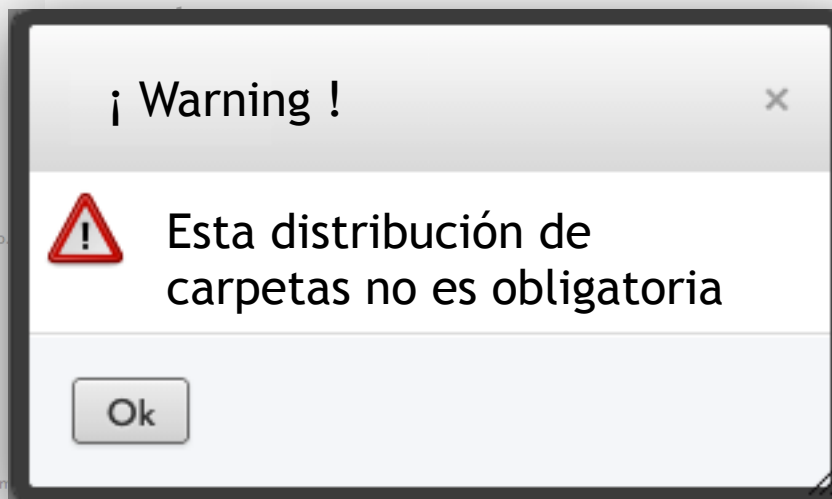 ¡ Warning !
Esta distribución de
carpetas no es obligatoria
Ok